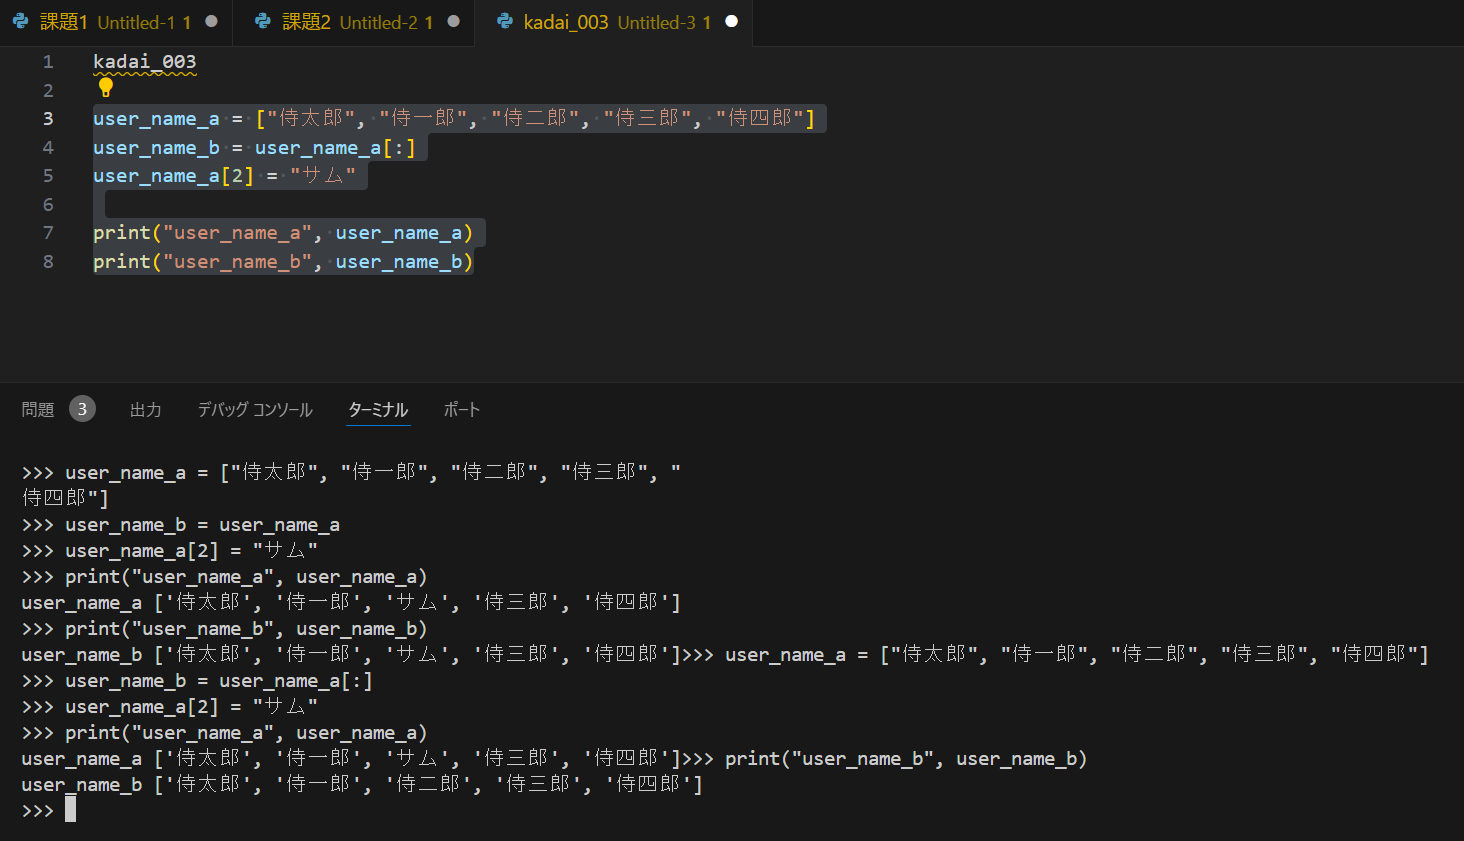 課題1 Untitled-1 1 課題2 Untitled-2 1 kadai_003 Untitled-3 1
1 kadai_003
2
3 user_name_a = ["侍太郎", "侍一郎", "侍二郎", "侍三郎", "侍四郎"]
4 user_name_b = user_name_a[:]
5 user_name_a[2] = "サム"
6
7 print("user_name_a", user_name_a)
8 print("user_name_b", user_name_b)
問題 3 出力 デバッグ コンソール ターミナル ポート
>>> user_name_a = ["侍太郎", "侍一郎", "侍二郎", "侍三郎", "
侍四郎"]
>>> user_name_b = user_name_a
>>> user_name_a[2] = "サム"
>>> print("user_name_a", user_name_a)
user_name_a ['侍太郎', '侍一郎', 'サム', '侍三郎', '侍四郎']
>>> print("user_name_b", user_name_b)
user_name_b ['侍太郎', '侍一郎', 'サム', '侍三郎', '侍四郎']>>> user_name_a = ["侍太郎", "侍一郎", "侍二郎", "侍三郎", "侍四郎"]
>>> user_name_b = user_name_a[:]
>>> user_name_a[2] = "サム"
>>> print("user_name_a", user_name_a)
user_name_a ['侍太郎', '侍一郎', 'サム', '侍三郎', '侍四郎']>>> print("user_name_b", user_name_b)
user_name_b ['侍太郎', '侍一郎', '侍二郎', '侍三郎', '侍四郎']
>>>